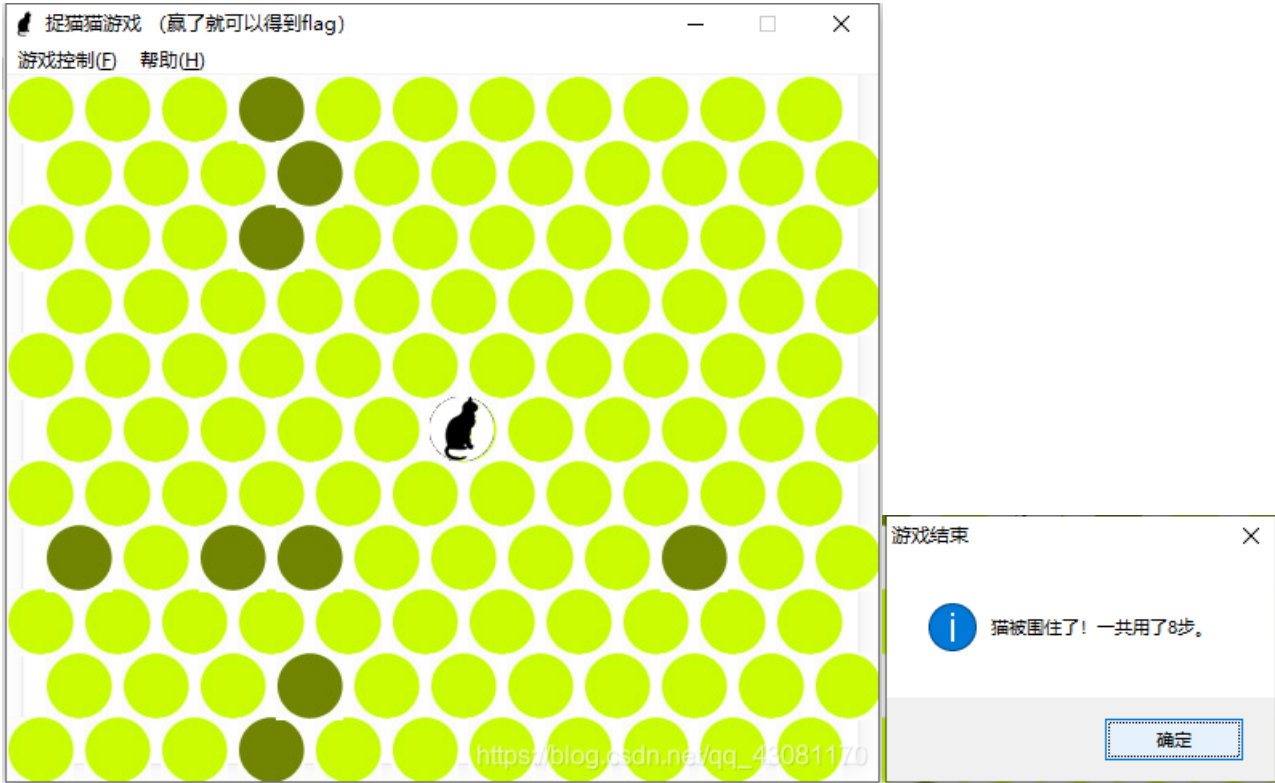 捉猫猫游戏 （赢了就可以得到flag）
游戏控制(F) 帮助(H)
游戏结束
猫被围住了！一共用了8步。
确定
https://blog.csdn.net/qq_43081170